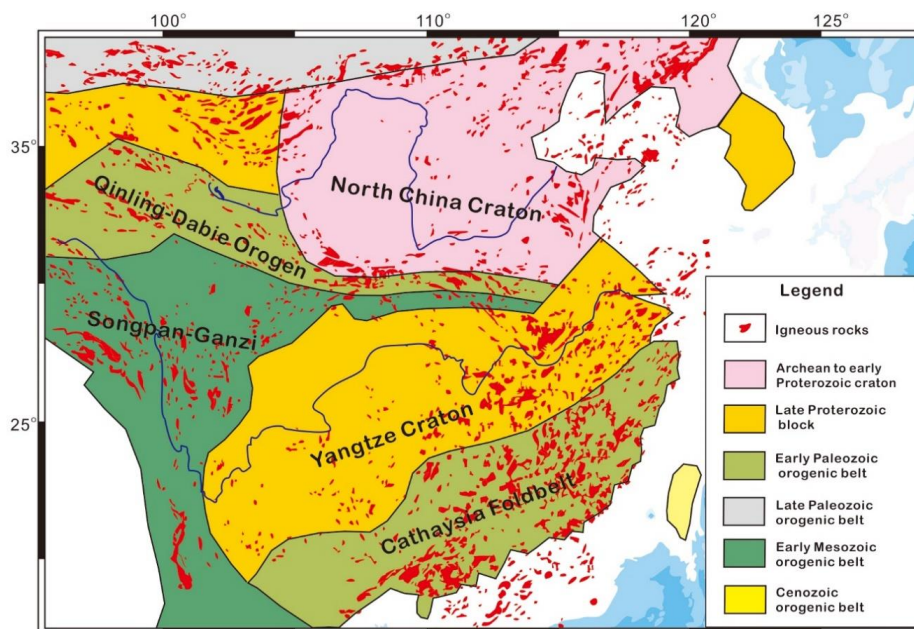 100°
110°
120°
125°
35°
25°
North China Craton
Qinling-Dabie Orogen
Songpan-Ganzi
Yangtze Craton
Cathaysia Foldbelt
Legend
Igneous rocks
Archean to early
Proterozoic craton
Late Proterozoic
block
Early Paleozoic
orogenic belt
Late Paleozoic
orogenic belt
Early Mesozoic
orogenic belt
Cenozoic
orogenic belt